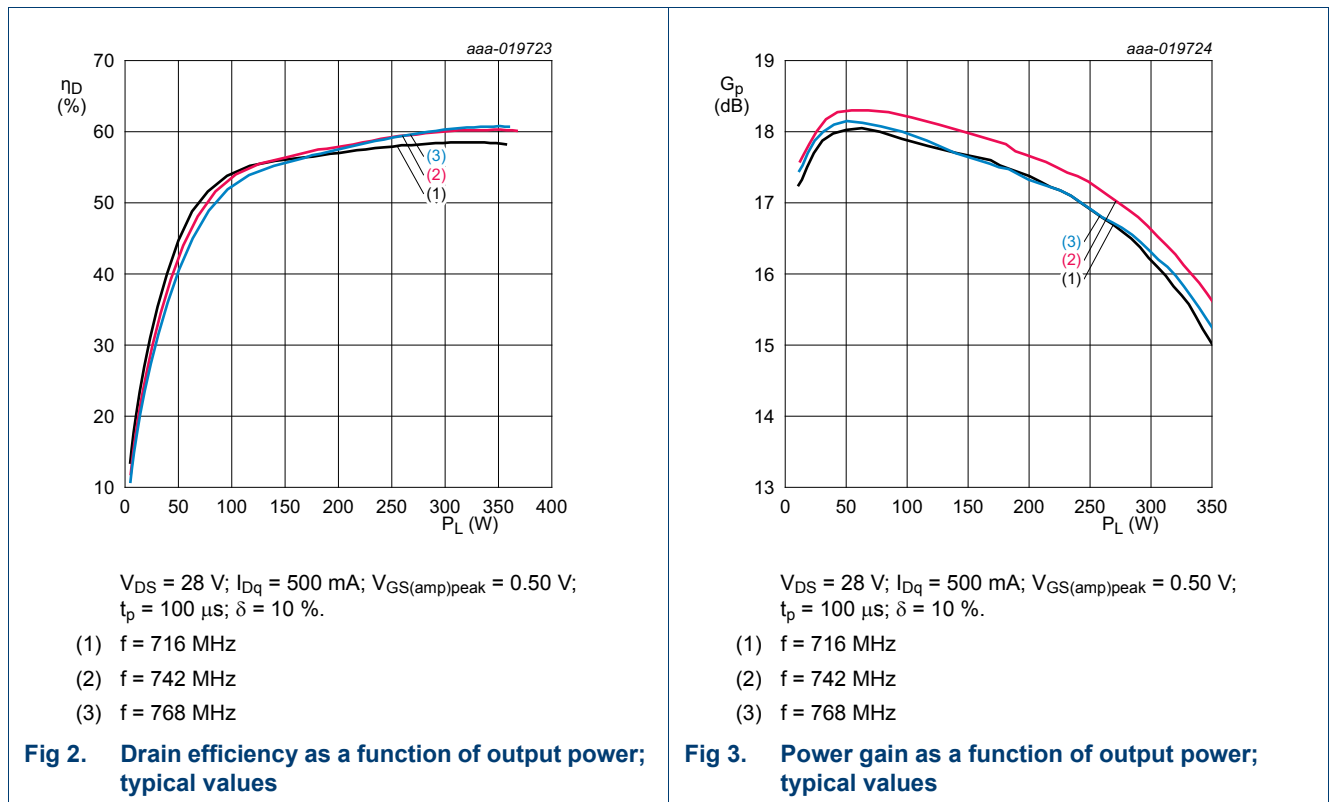 aaa-019723
70
60
50
40
30
20
10
ηD
(%)
(3)
(2)
(1)
0 50 100 150 200 250 300 350 400
PL (W)
VDS = 28 V; IDq = 500 mA; VGS(amp)peak = 0.50 V;
tp = 100 μs; δ = 10 %.
(1) f = 716 MHz
(2) f = 742 MHz
(3) f = 768 MHz
Fig 2. Drain efficiency as a function of output power;
typical values
aaa-019724
19
18
17
16
15
14
13
Gp
(dB)
(3)
(2)
(1)
0 50 100 150 200 250 300 350
PL (W)
VDS = 28 V; IDq = 500 mA; VGS(amp)peak = 0.50 V;
tp = 100 μs; δ = 10 %.
(1) f = 716 MHz
(2) f = 742 MHz
(3) f = 768 MHz
Fig 3. Power gain as a function of output power;
typical values